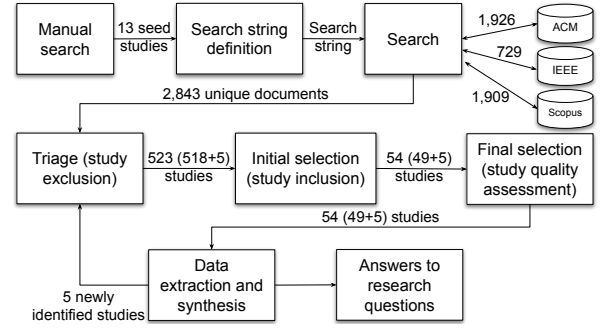 Manual
search
13 seed
studies
Search string
definition
Search
string
Search
1,926
729
1,909
ACM
IEEE
Scopus
2,843 unique documents
Triage (study
exclusion)
523 (518+5)
studies
Initial selection
(study inclusion)
54 (49+5)
studies
Final selection
(study quality
assessment)
54 (49+5) studies
Data
extraction and
synthesis
5 newly
identified studies
Answers to
research
questions